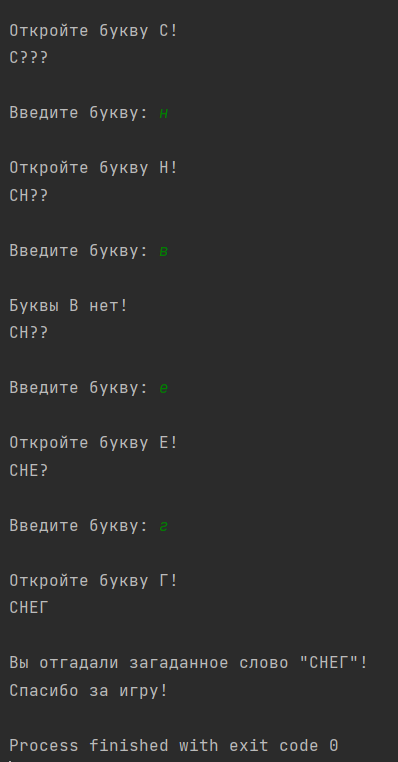 Откройте букву С!
С???
Введите букву: н
Откройте букву Н!
СН??
Введите букву: в
Буквы В нет!
СН??
Введите букву: е
Откройте букву Е!
СНЕ?
Введите букву: г
Откройте букву Г!
СНЕГ
Вы отгадали загаданное слово "СНЕГ"!
Спасибо за игру!
Process finished with exit code 0